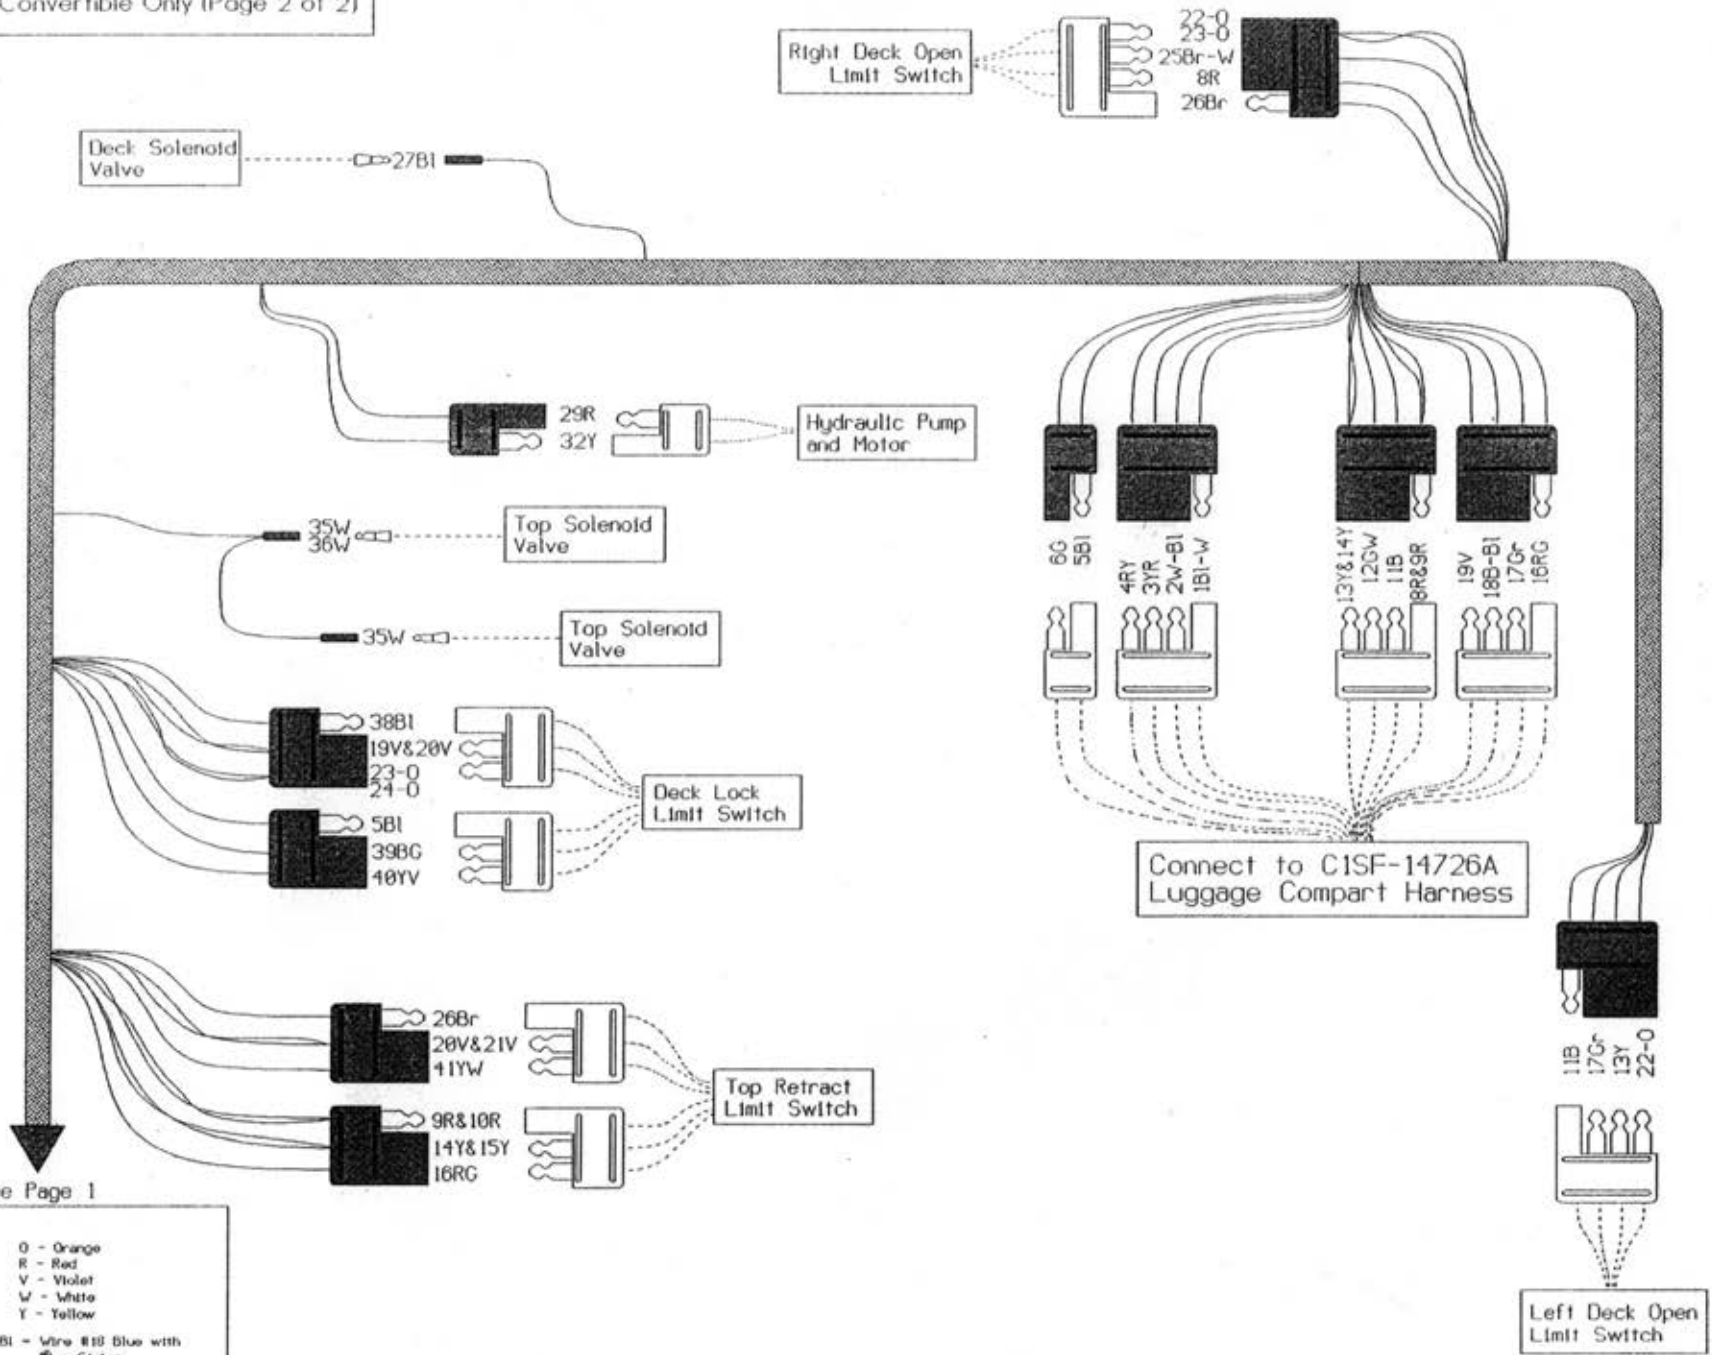 Convertible Only (Page 2 of 2)
Right Deck Open
Limit Switch
22-O
23-O
25Br-W
8R
26Br
Deck Solenoid
Valve
27Bl
29R
32Y
Hydraulic Pump
and Motor
35W
36W
Top Solenoid
Valve
35W
Top Solenoid
Valve
6G
5Bl
4RY
3YR
2W-Bl
1Bl-W
13Y&14Y
12GW
11B
8R&9R
19V
18B-Bl
17Gr
16RG
38Bl
19V&20V
23-O
24-O
5Bl
39BG
40YV
Deck Lock
Limit Switch
Connect to C1SF-14726A
Luggage Compart Harness
26Br
20V&21V
41YW
9R&10R
14Y&15Y
16RG
Top Retract
Limit Switch
11B
17Gr
13Y
22-O
Left Deck Open
Limit Switch
Page 1
O - Orange
R - Red
V - Violet
W - White
Y - Yellow
Bl - Wire #18 Blue with